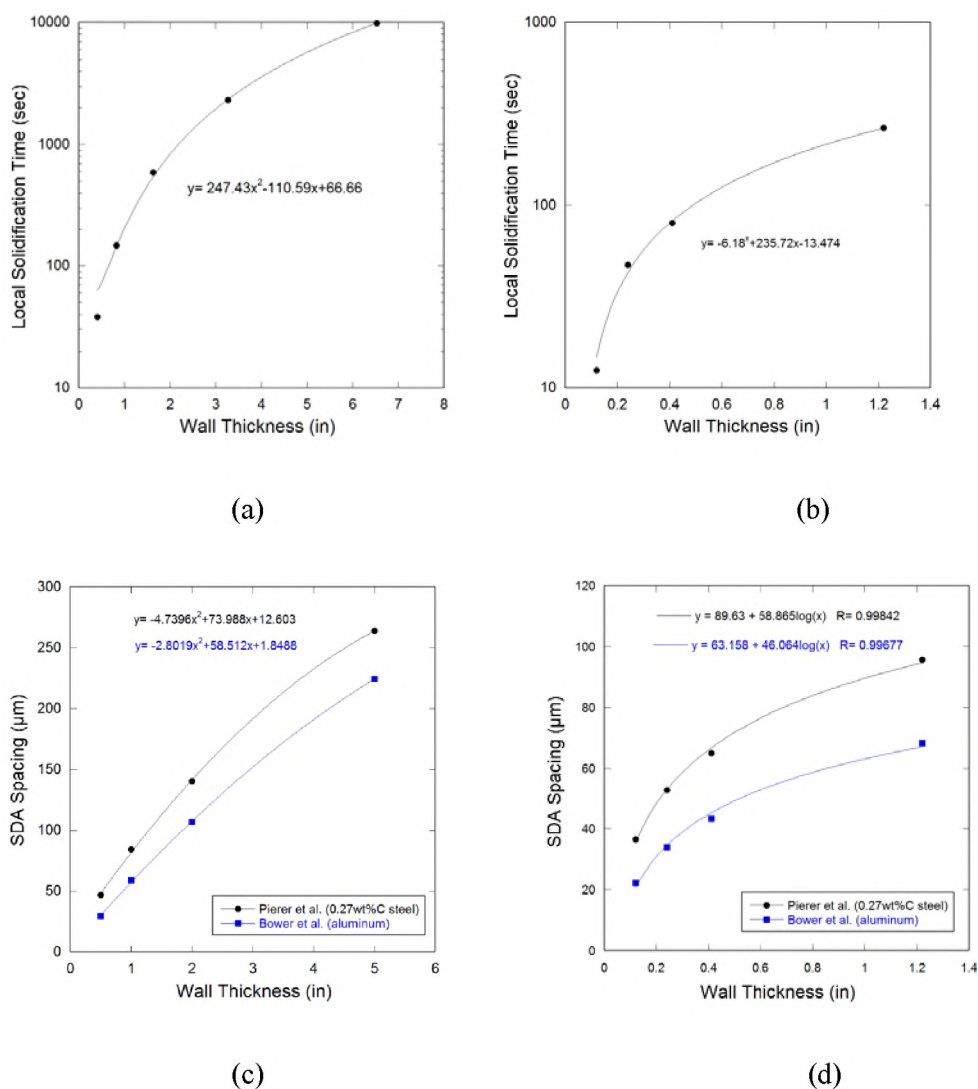 10000
1000
100
10
Local Solidification Time (sec)
y= 247.43x²-110.59x+66.66
0 1 2 3 4 5 6 7 8
Wall Thickness (in)
(a)
1000
100
10
Local Solidification Time (sec)
y= -6.18ˣ+235.72x-13.474
0 0.2 0.4 0.6 0.8 1 1.2 1.4
Wall Thickness (in)
(b)
300
250
200
150
100
50
0
SDA Spacing (µm)
y= -4.7396x²+73.988x+12.603
y= -2.8019x²+58.512x+1.8488
Pierer et al. (0.27wt%C steel)
Bower et al. (aluminum)
0 1 2 3 4 5 6
Wall Thickness (in)
(c)
120
100
80
60
40
20
0
SDA Spacing (µm)
y = 89.63 + 58.865log(x) R= 0.99842
y = 63.158 + 46.064log(x) R= 0.99677
Pierer et al. (0.27wt%C steel)
Bower et al. (aluminum)
0 0.2 0.4 0.6 0.8 1 1.2 1.4
Wall Thickness (in)
(d)